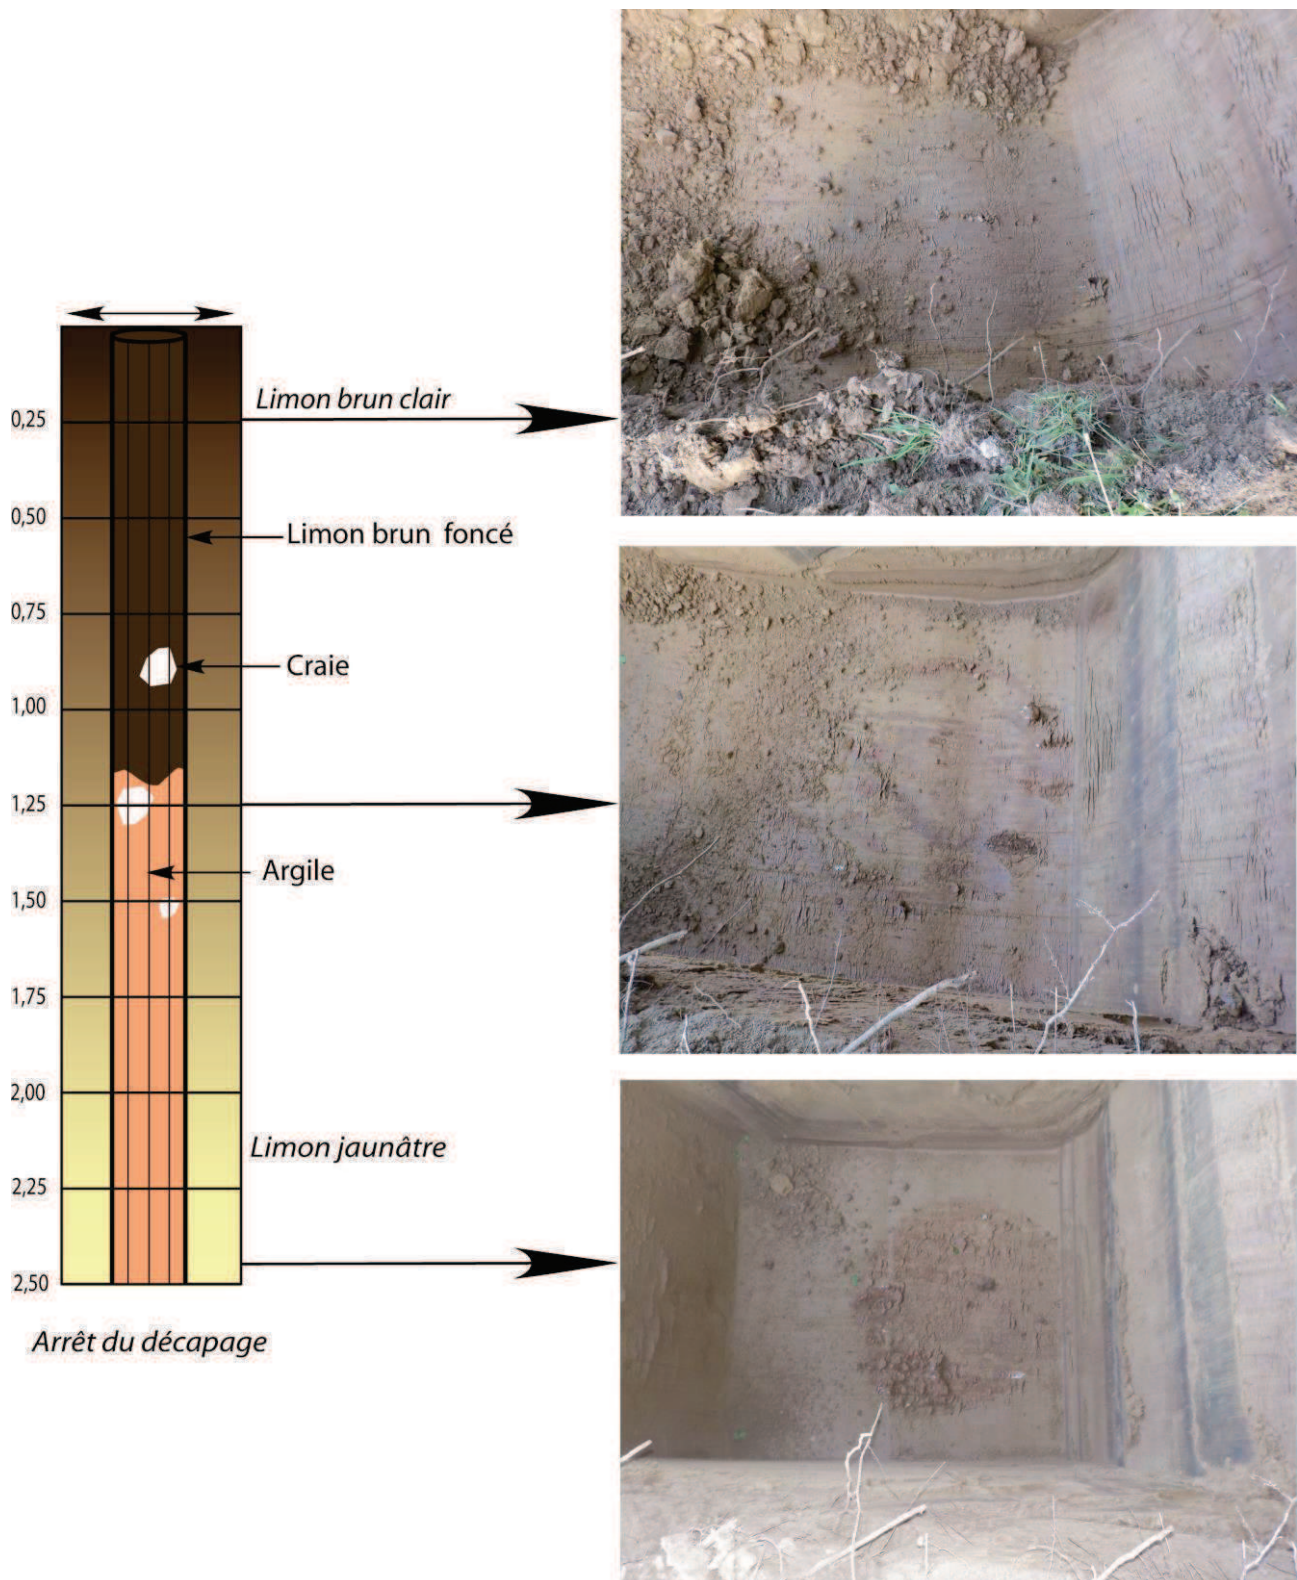 Limon brun clair
0,25
0,50
Limon brun foncé
0,75
Craie
1,00
1,25
Argile
1,50
1,75
2,00
Limon jaunâtre
2,25
2,50
Arrêt du décapage